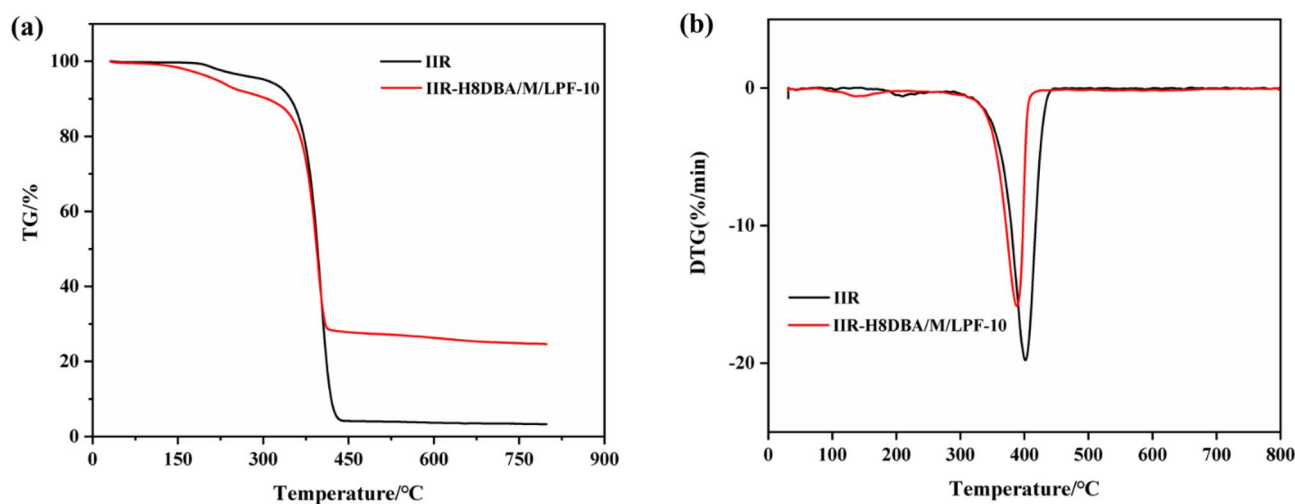 (a)
100
80
60
40
20
0
TG/%
IIR
IIR-H8DBA/M/LPF-10
0 150 300 450 600 750 900
Temperature/°C
(b)
0
-10
-20
DTG(%/min)
IIR
IIR-H8DBA/M/LPF-10
0 100 200 300 400 500 600 700 800
Temperature/°C